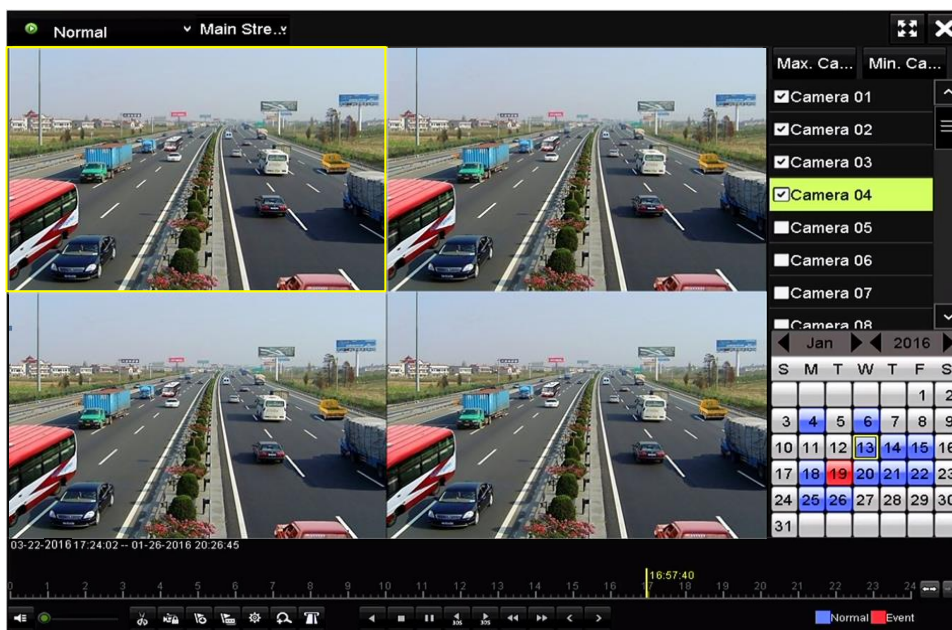 Normal Main Stre..
Max. Ca... Min. Ca...
Camera 01
Camera 02
Camera 03
Camera 04
Camera 05
Camera 06
Camera 07
Camera 08
Jan 2016
S M T W T F S
1 2
3 4 5 6 7 8 9
10 11 12 13 14 15 16
17 18 19 20 21 22 23
24 25 26 27 28 29 30
31
03-22-2016 17:24:02 -- 01-26-2016 20:26:45
16:57:40
0 1 2 3 4 5 6 7 8 9 10 11 12 13 14 15 16 17 18 19 20 21 22 23 24
30S 30S
Normal Event